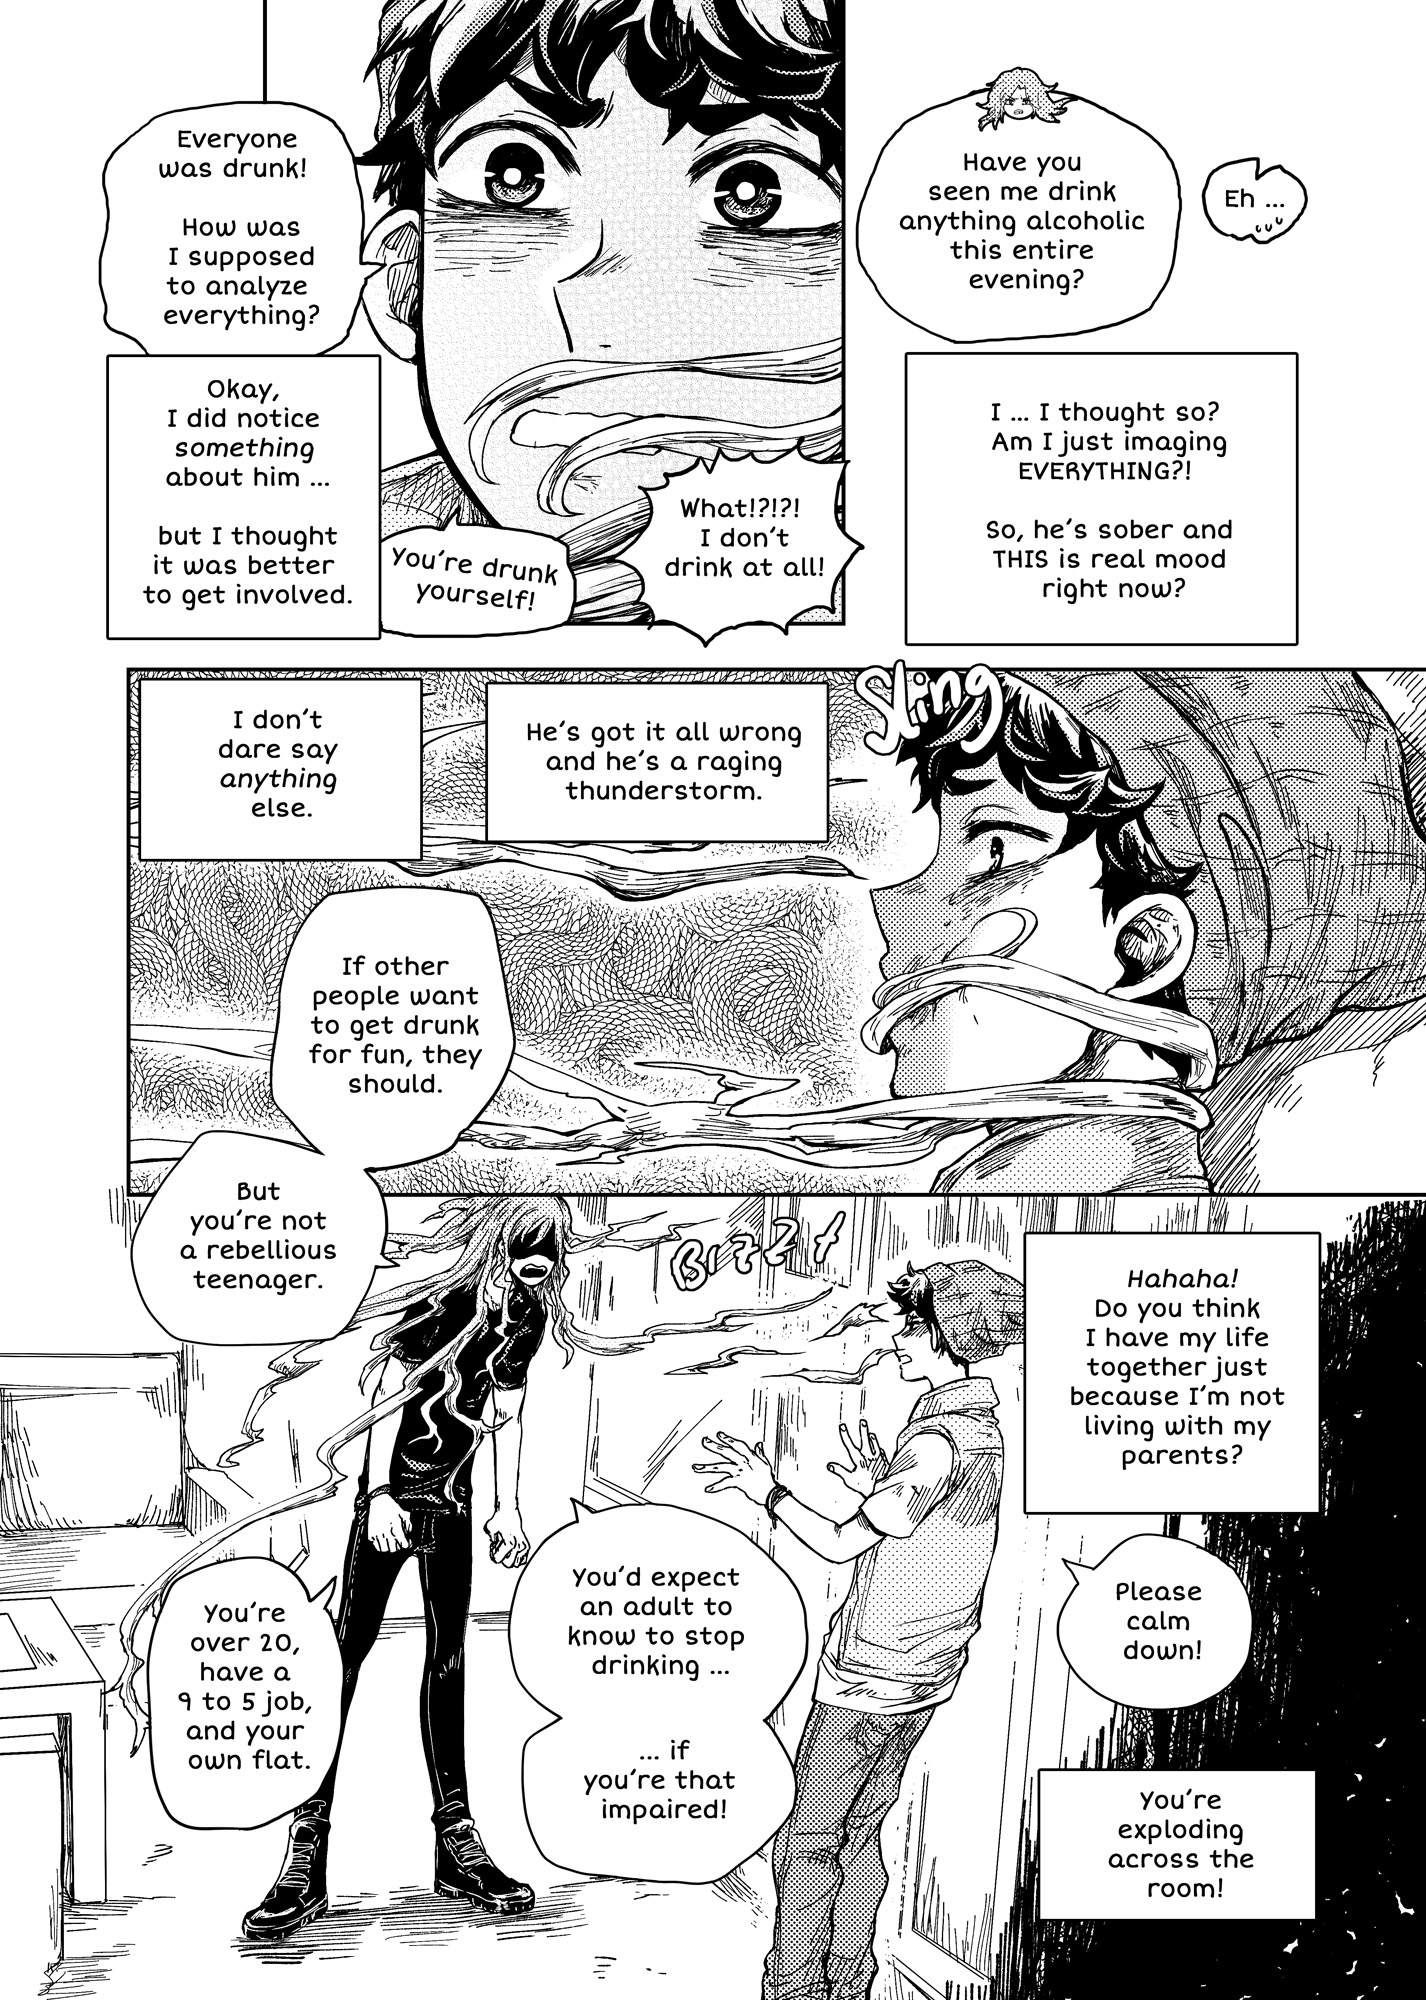 Everyone
was drunk!
How was
I supposed
to analyze
everything?
Okay,
I did notice
something
about him ...
but I thought
it was better
to get involved.
You're drunk
yourself!
What!?!?!
I don't
drink at all!
Have you
seen me drink
anything alcoholic
this entire
evening?
Eh ...
I ... I thought so?
Am I just imaging
EVERYTHING?!
So, he's sober and
THIS is real mood
right now?
I don't
dare say
anything
else.
He's got it all wrong
and he's a raging
thunderstorm.
Sling
If other
people want
to get drunk
for fun, they
should.
But
you're not
a rebellious
teenager.
BIZZT
Hahaha!
Do you think
I have my life
together just
because I'm not
living with my
parents?
You're
over 20,
have a
9 to 5 job,
and your
own flat.
You'd expect
an adult to
know to stop
drinking ...
... if
you're that
impaired!
Please
calm
down!
You're
exploding
across the
room!